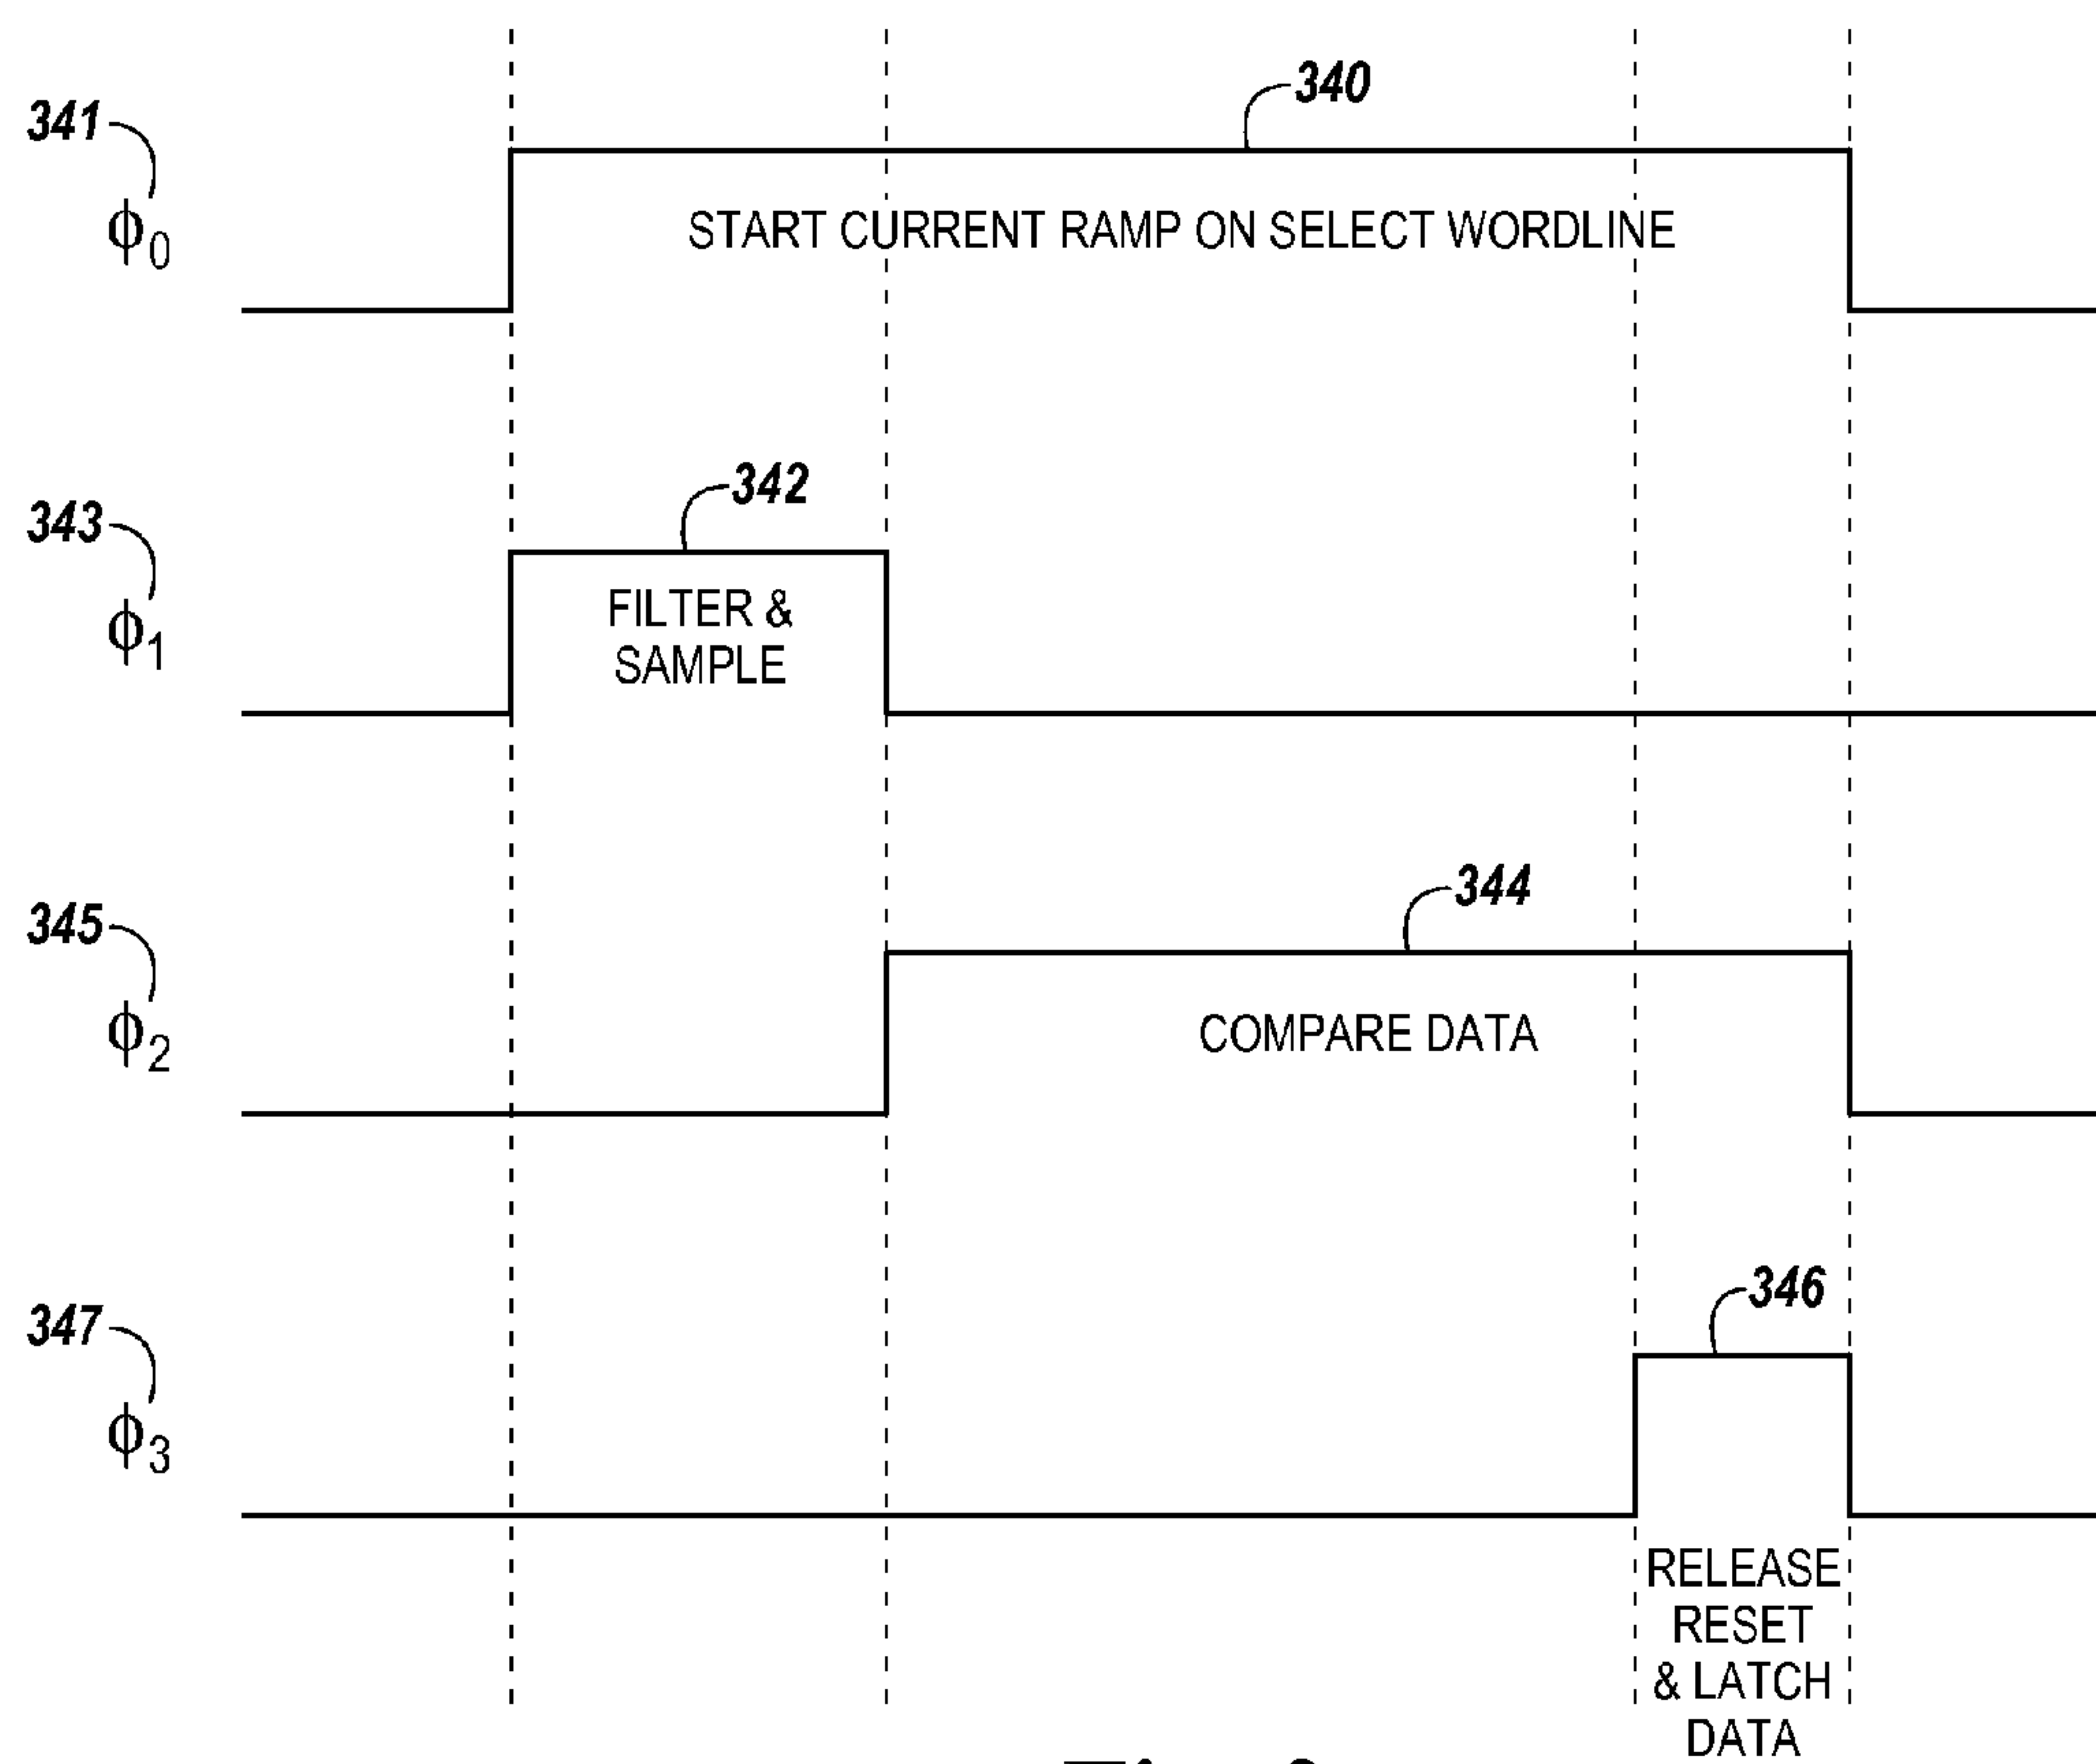 340
341
ϕ0
START CURRENT RAMP ON SELECT WORDLINE
342
343
ϕ1
FILTER &
SAMPLE
344
345
ϕ2
COMPARE DATA
346
347
ϕ3
RELEASE
RESET
& LATCH
DATA